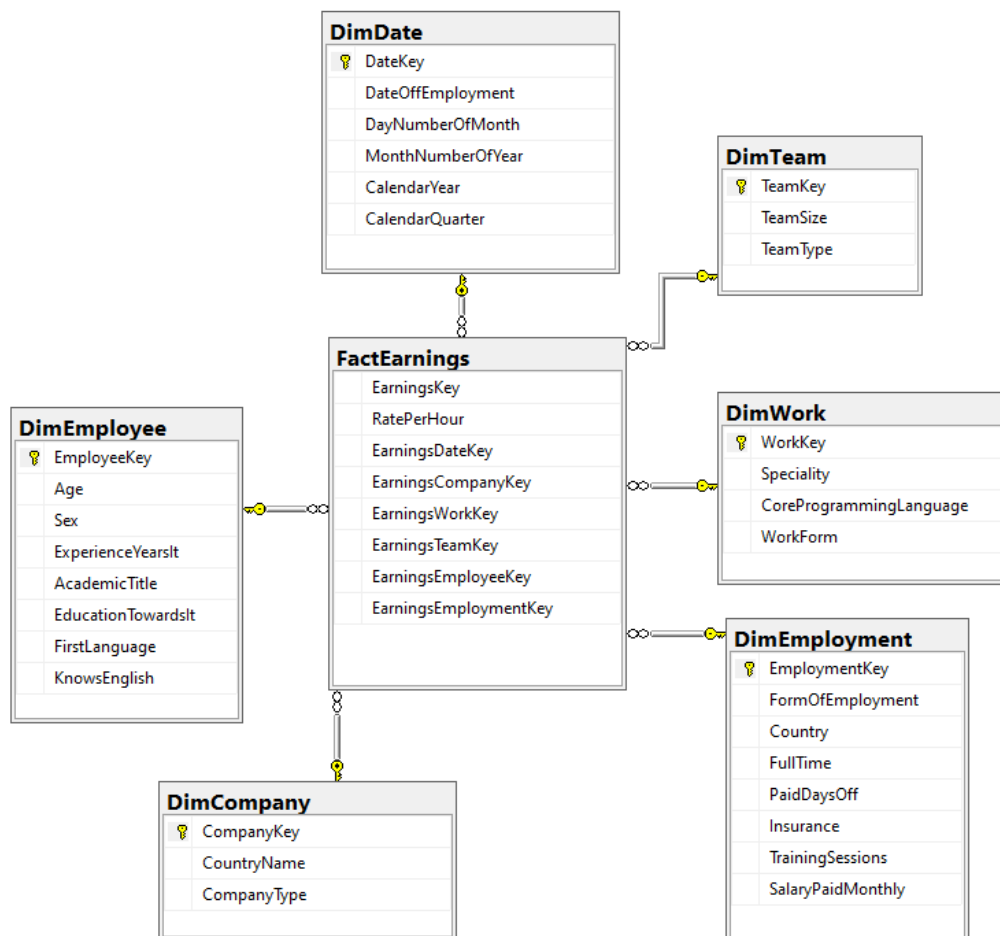 DimDate
DateKey
DateOffEmployment
DayNumberOfMonth
MonthNumberOfYear
CalendarYear
CalendarQuarter
DimTeam
TeamKey
TeamSize
TeamType
FactEarnings
EarningsKey
RatePerHour
EarningsDateKey
EarningsCompanyKey
EarningsWorkKey
EarningsTeamKey
EarningsEmployeeKey
EarningsEmploymentKey
DimEmployee
EmployeeKey
Age
Sex
ExperienceYearsIt
AcademicTitle
EducationTowardsIt
FirstLanguage
KnowsEnglish
DimWork
WorkKey
Speciality
CoreProgrammingLanguage
WorkForm
DimEmployment
EmploymentKey
FormOfEmployment
Country
FullTime
PaidDaysOff
Insurance
TrainingSessions
SalaryPaidMonthly
DimCompany
CompanyKey
CountryName
CompanyType